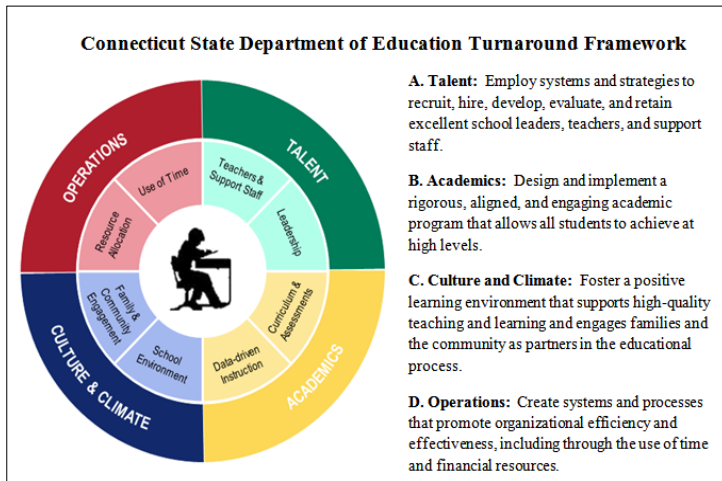 Connecticut State Department of Education Turnaround Framework
OPERATIONS
TALENT
CULTURE & CLIMATE
ACADEMICS
Use of Time
Teachers &
Support Staff
Resource
Allocation
Leadership
Family &
Community
Engagement
Curriculum &
Assessments
School
Environment
Data-driven
Instruction
A. Talent: Employ systems and strategies to
recruit, hire, develop, evaluate, and retain
excellent school leaders, teachers, and support
staff.
B. Academics: Design and implement a
rigorous, aligned, and engaging academic
program that allows all students to achieve at
high levels.
C. Culture and Climate: Foster a positive
learning environment that supports high-quality
teaching and learning and engages families and
the community as partners in the educational
process.
D. Operations: Create systems and processes
that promote organizational efficiency and
effectiveness, including through the use of time
and financial resources.